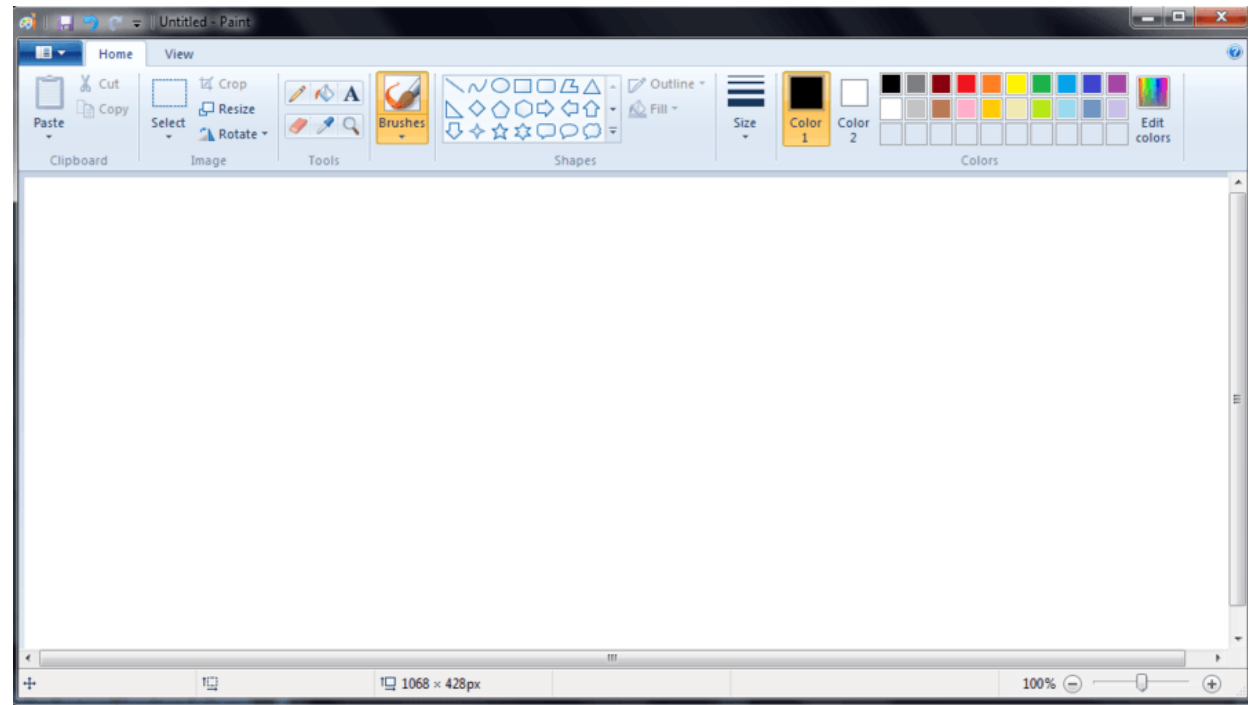 Untitled - Paint
Home View
Cut
Copy
Paste
Clipboard
Select
Crop
Resize
Rotate
Image
A
Tools
Brushes
Outline
Fill
Shapes
Size
Color 1
Color 2
Edit colors
Colors
1068 × 428px
100%